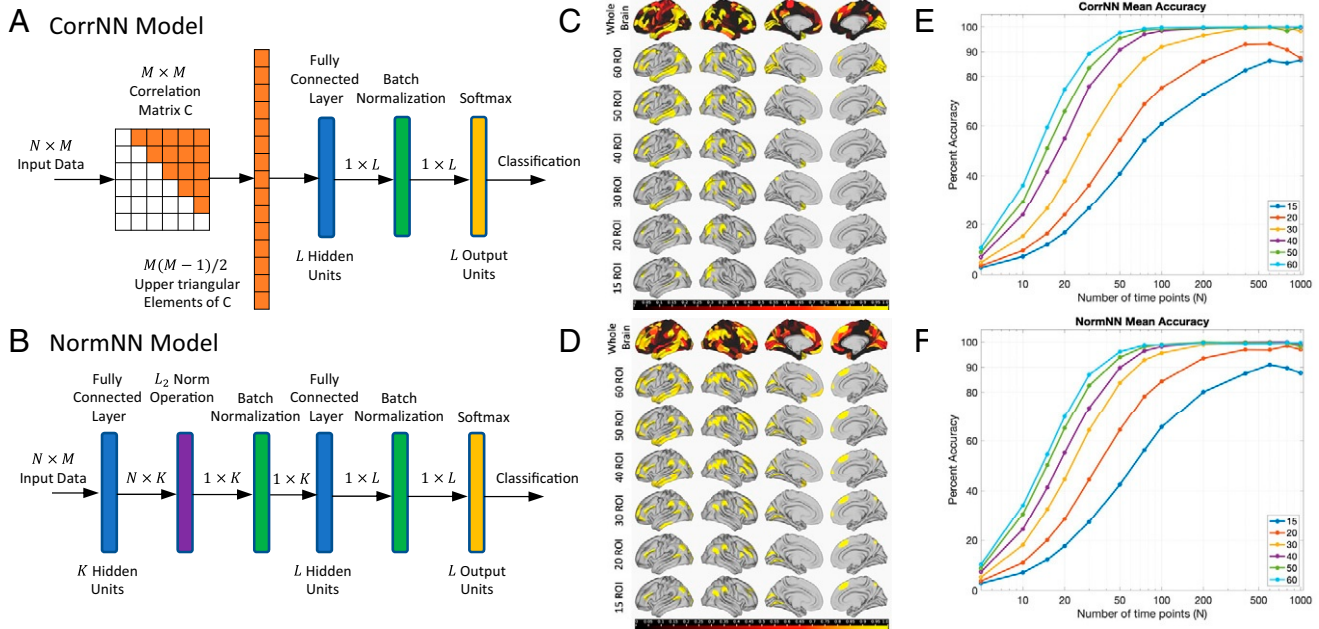 A CorrNN Model
M × M
Correlation
Matrix C
N × M
Input Data
Fully
Connected
Layer
Batch
Normalization
Softmax
1 × L
1 × L
Classification
L Hidden
Units
L Output
Units
M(M − 1)/2
Upper triangular
Elements of C
B NormNN Model
Fully
Connected
Layer
L₂ Norm
Operation
Batch
Normalization
Fully
Connected
Layer
Batch
Normalization
Softmax
N × M
Input Data
N × K
1 × K
1 × K
1 × L
1 × L
Classification
K Hidden
Units
L Hidden
Units
L Output
Units
C
Whole
Brain
60 ROI
50 ROI
40 ROI
30 ROI
20 ROI
15 ROI
D
Whole
Brain
60 ROI
50 ROI
40 ROI
30 ROI
20 ROI
15 ROI
E
CorrNN Mean Accuracy
Percent Accuracy
100
90
80
60
40
20
0
10
20
50
100
200
500
1000
Number of time points (N)
15
20
30
40
50
60
F
NormNN Mean Accuracy
Percent Accuracy
100
90
80
60
40
20
0
10
20
50
100
200
500
1000
Number of time points (N)
15
20
30
40
50
60